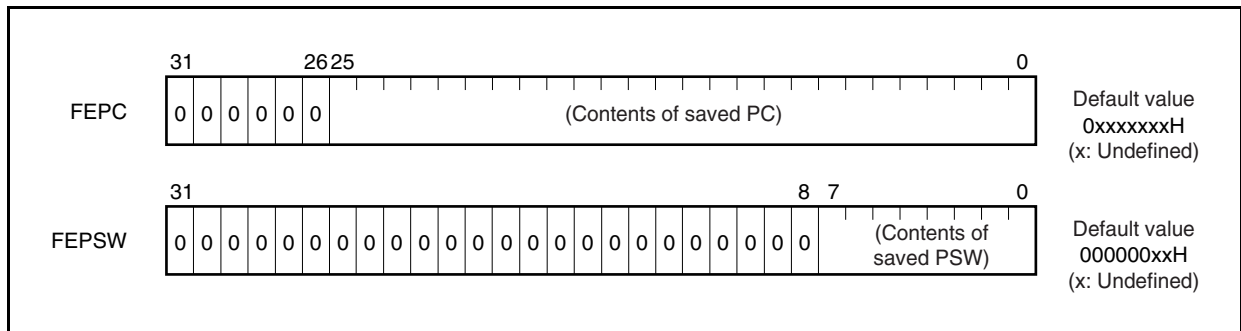 31 26 25 0
FEPC 0 0 0 0 0 0 (Contents of saved PC)
Default value
0xxxxxxxH
(x: Undefined)
31 8 7 0
FEPSW 0 0 0 0 0 0 0 0 0 0 0 0 0 0 0 0 0 0 0 0 0 0 0 0
(Contents of
saved PSW)
Default value
000000xxH
(x: Undefined)